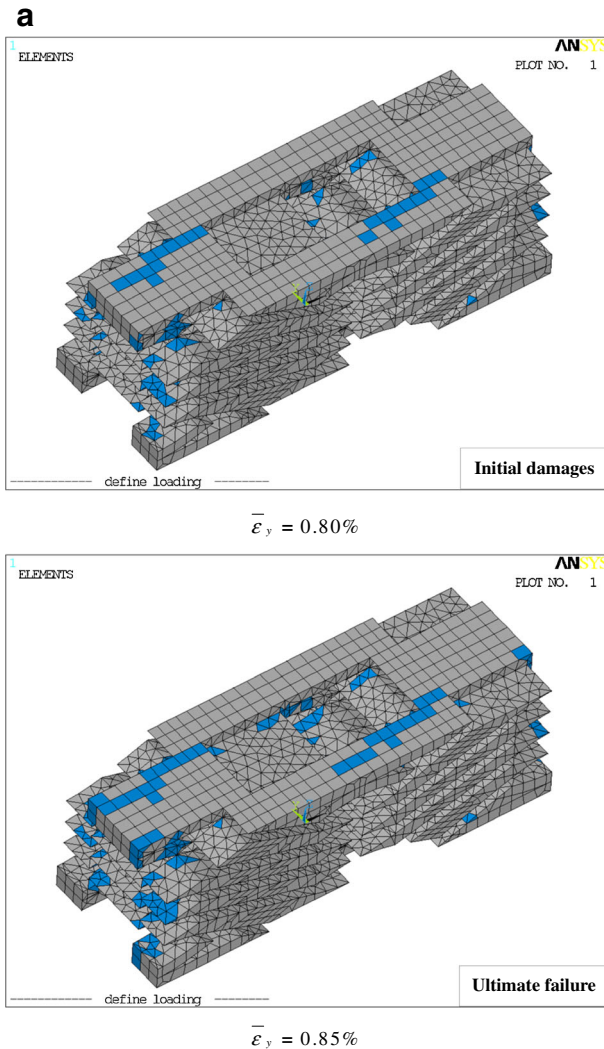 a
1
ELEMENTS
ANSYS
PLOT NO. 1
------------ define loading --------
Initial damages
ε̅ y = 0.80%
1
ELEMENTS
ANSYS
PLOT NO. 1
------------ define loading --------
Ultimate failure
ε̅ y = 0.85%